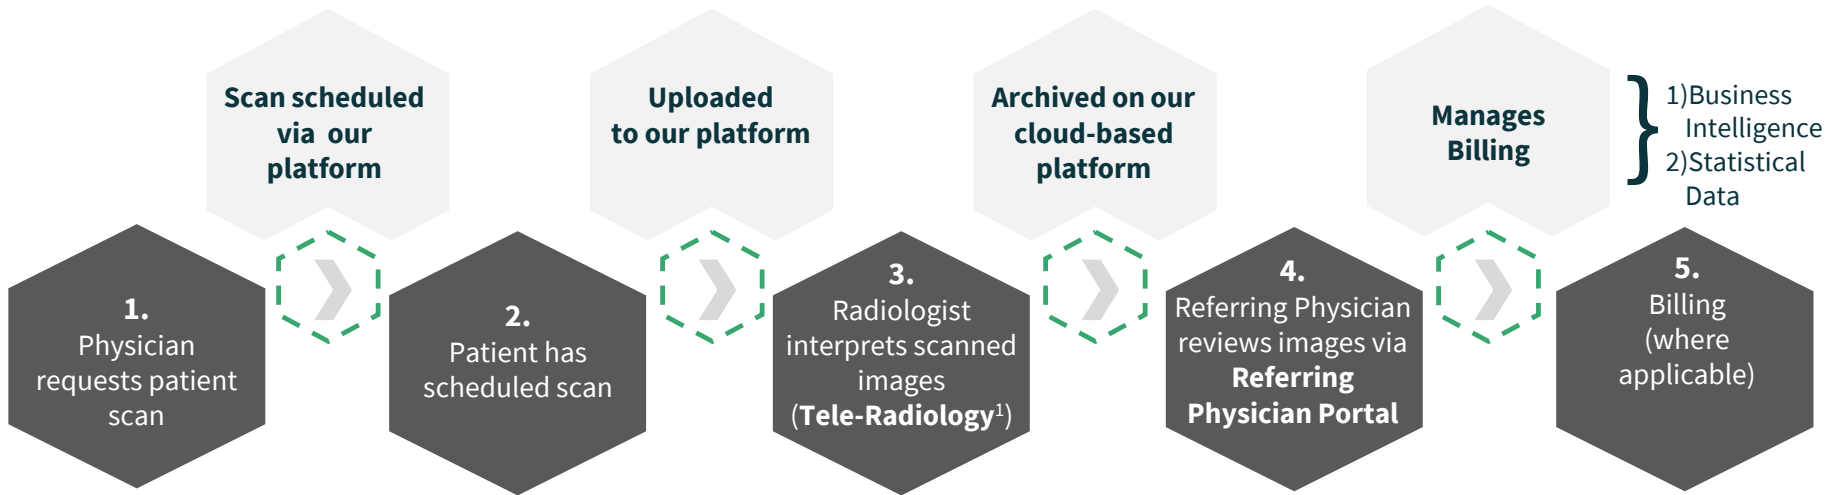 Scan scheduled
via our
platform
Uploaded
to our platform
Archived on our
cloud-based
platform
Manages
Billing
}
1)Business
Intelligence
2)Statistical
Data
1.
Physician
requests patient
scan
2.
Patient has
scheduled scan
3.
Radiologist
interprets scanned
images
(Tele-Radiology¹)
4.
Referring Physician
reviews images via
Referring
Physician Portal
5.
Billing
(where
applicable)